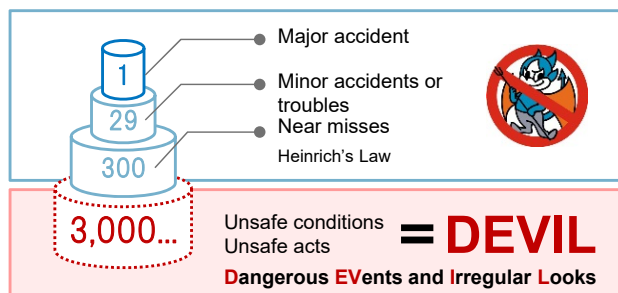 1
Major accident
29
Minor accidents or
troubles
300
Near misses
Heinrich's Law
3,000...
Unsafe conditions
Unsafe acts
= DEVIL
Dangerous EVents and Irregular Looks